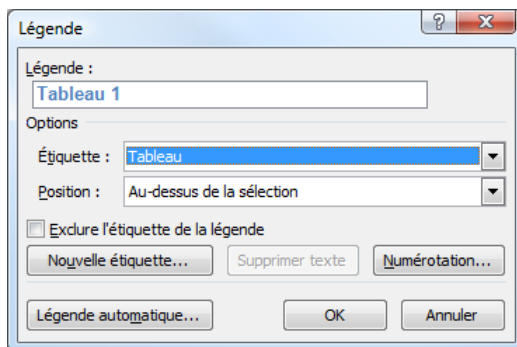 Légende
Légende :
Tableau 1
Options
Étiquette : Tableau
Position : Au-dessus de la sélection
Exclure l'étiquette de la légende
Nouvelle étiquette... Supprimer texte Numérotation...
Légende automatique... OK Annuler